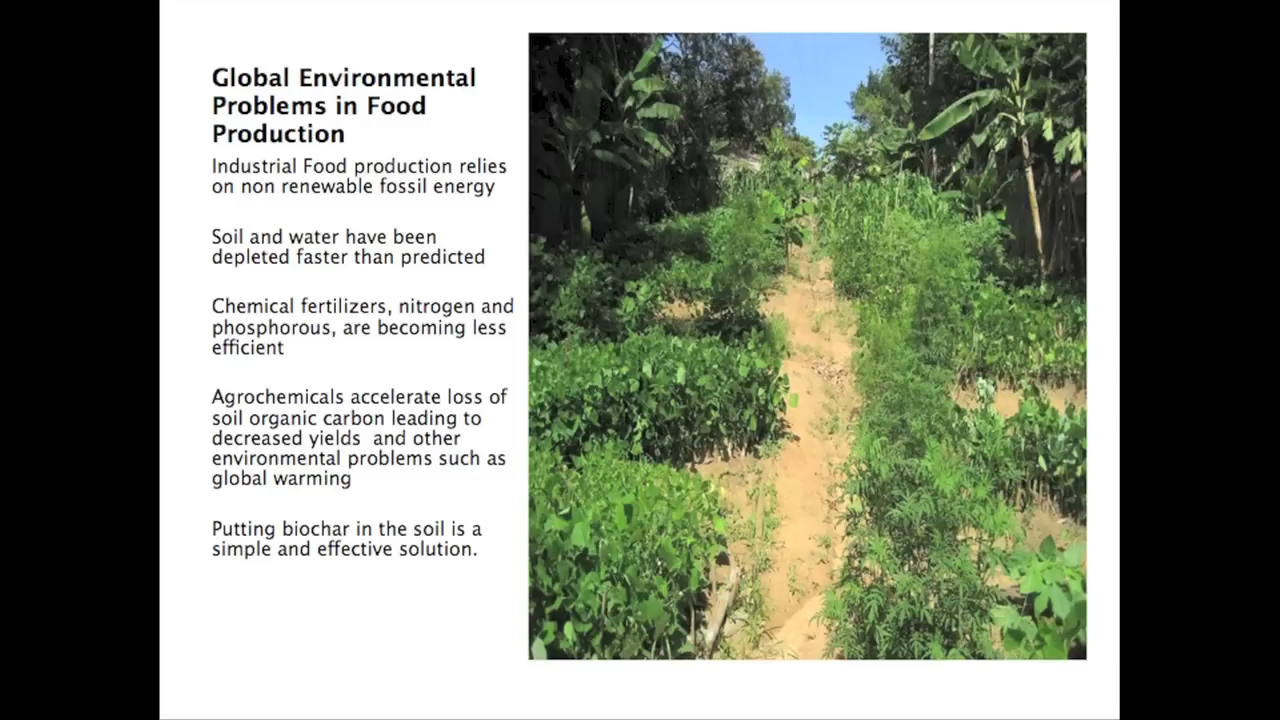 Global Environmental
Problems in Food
Production
Industrial Food production relies
on non renewable fossil energy
Soil and water have been
depleted faster than predicted
Chemical fertilizers, nitrogen and
phosphorous, are becoming less
efficient
Agrochemicals accelerate loss of
soil organic carbon leading to
decreased yields  and other
environmental problems such as
global warming
Putting biochar in the soil is a
simple and effective solution.